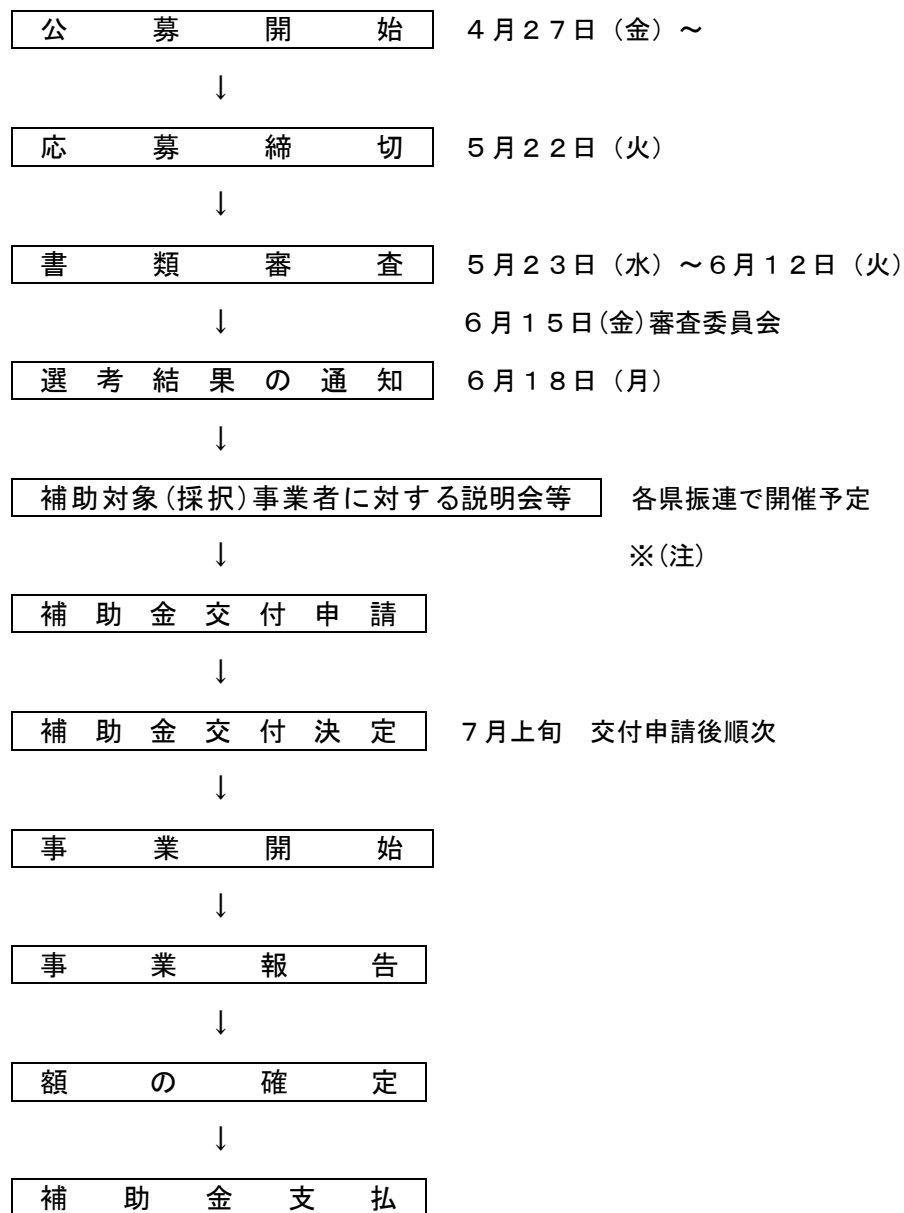 公募開始 4月27日（金）～
↓
応募締切 5月22日（火）
↓
書類審査 5月23日（水）～6月12日（火）
↓ 6月15日(金)審査委員会
選考結果の通知 6月18日（月）
↓
補助対象(採択)事業者に対する説明会等 各県振連で開催予定
↓ ※(注)
補助金交付申請
↓
補助金交付決定 7月上旬　交付申請後順次
↓
事業開始
↓
事業報告
↓
額の確定
↓
補助金支払